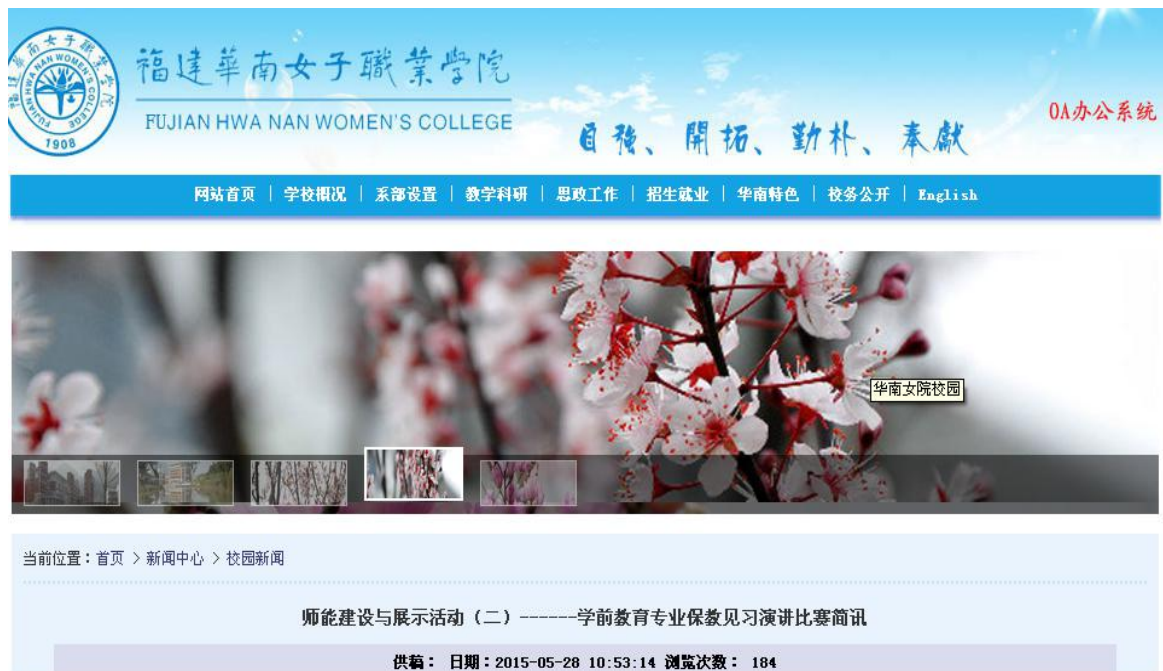 福建華南女子職業學院
FUJIAN HWA NAN WOMEN'S COLLEGE
1908
自強、開拓、勤朴、奉獻
OA办公系统
网站首页 | 学校概况 | 系部设置 | 教学科研 | 思政工作 | 招生就业 | 华南特色 | 校务公开 | English
华南女院校园
当前位置：首页 > 新闻中心 > 校园新闻
师能建设与展示活动（二）------学前教育专业保教见习演讲比赛简讯
供稿： 日期：2015-05-28 10:53:14 浏览次数： 184